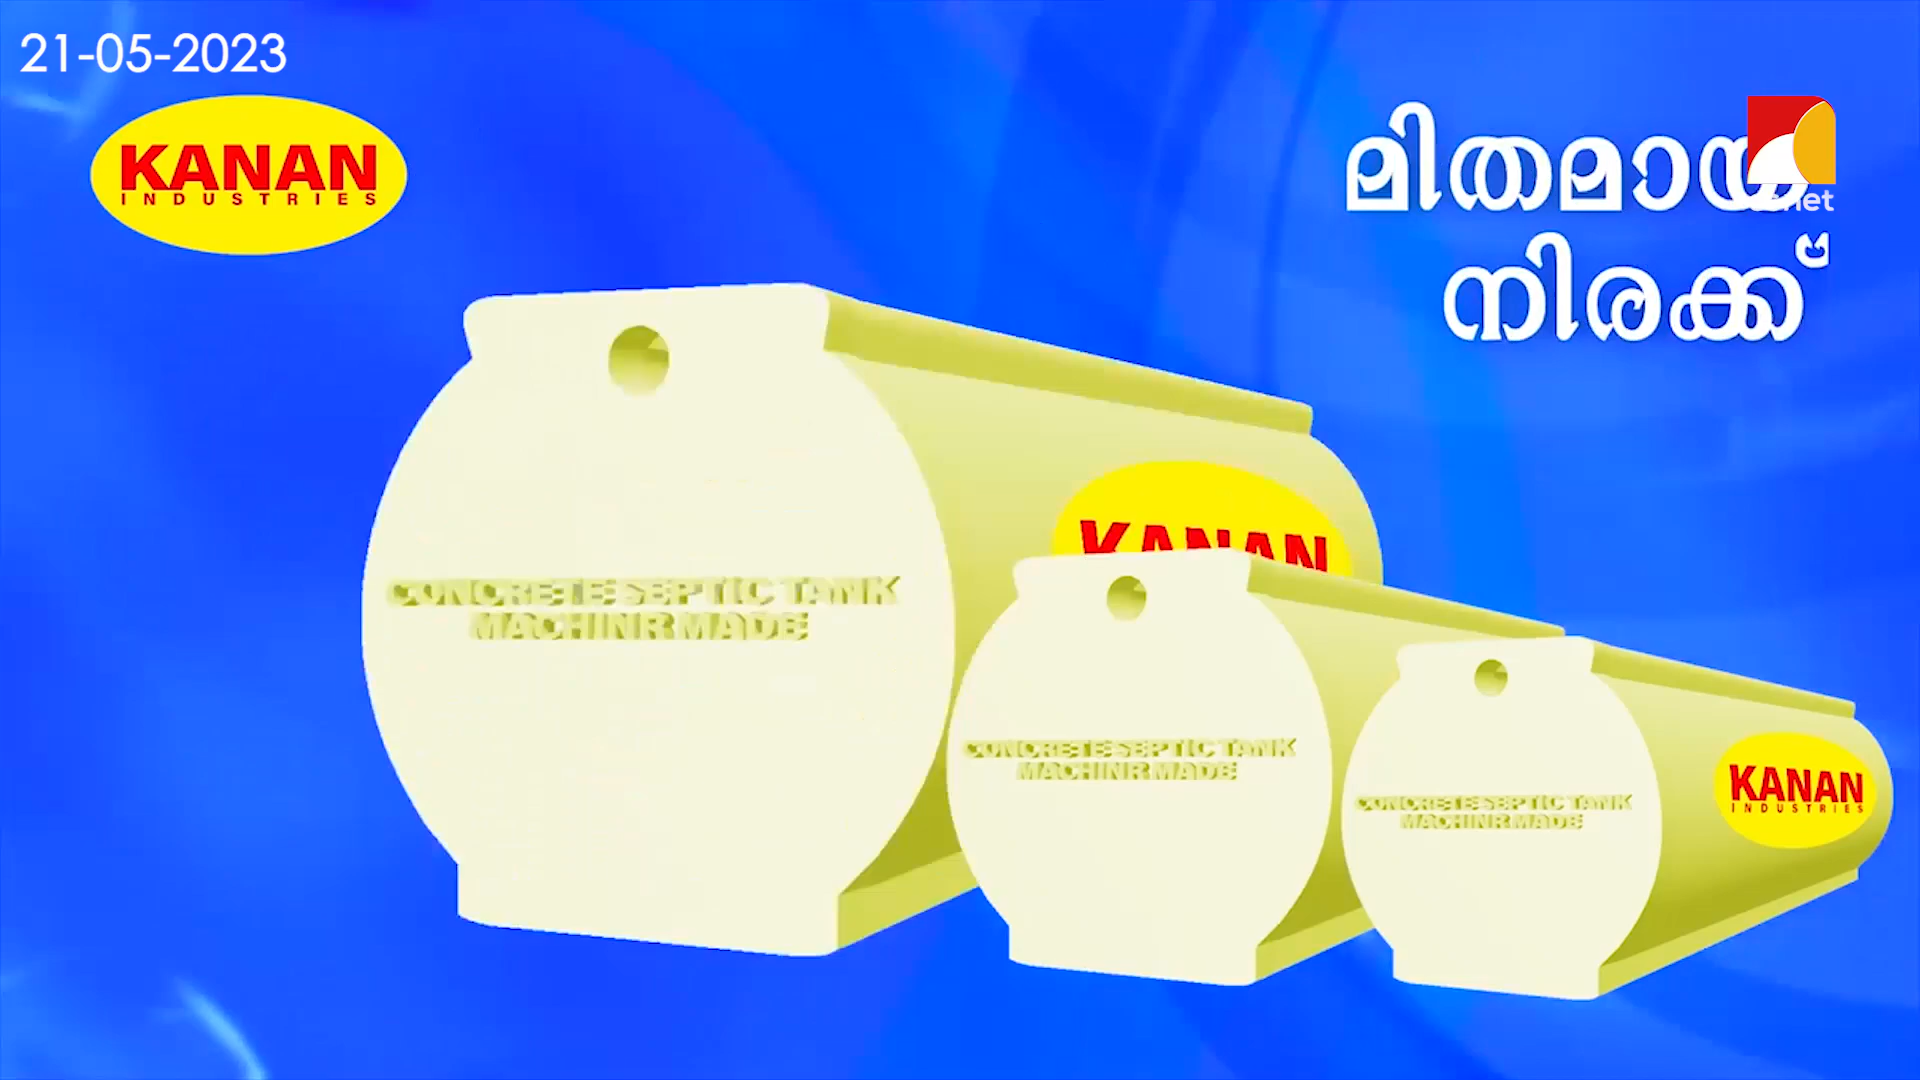 21-05-2023
KANAN
INDUSTRIES
മിതമായ
നിരക്ക്
KANAN
CONCRETE SEPTIC TANK
MACHINR MADE
CONCRETE SEPTIC TANK
MACHINR MADE
CONCRETE SEPTIC TANK
MACHINR MADE
KANAN
INDUSTRIES